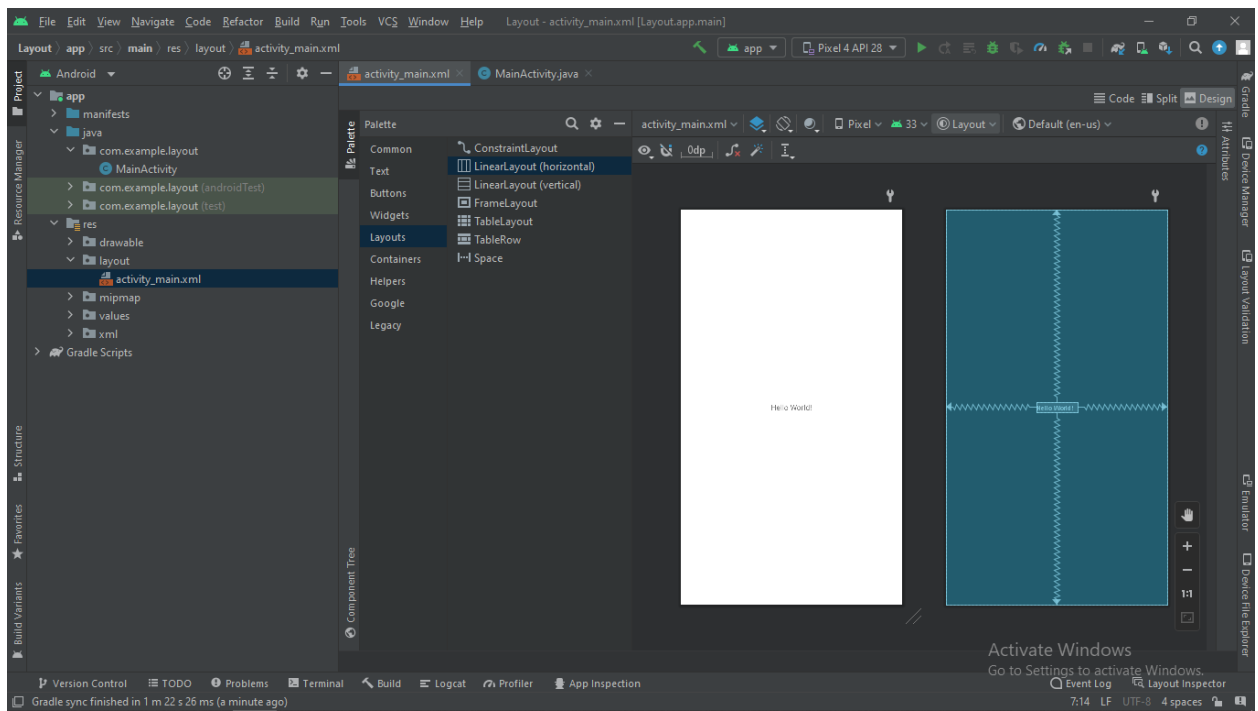 File Edit View Navigate Code Refactor Build Run Tools VCS Window Help Layout - activity_main.xml [Layout.app.main]
Layout app src main res layout activity_main.xml
app Pixel 4 API 28
Project
Resource Manager
Structure
Favorites
Build Variants
Android
app
manifests
java
com.example.layout
MainActivity
com.example.layout (androidTest)
com.example.layout (test)
res
drawable
layout
activity_main.xml
mipmap
values
xml
Gradle Scripts
activity_main.xml MainActivity.java
Code Split Design
Palette
Component Tree
Palette
Common
Text
Buttons
Widgets
Layouts
Containers
Helpers
Google
Legacy
ConstraintLayout
LinearLayout (horizontal)
LinearLayout (vertical)
FrameLayout
TableLayout
TableRow
Space
activity_main.xml Pixel 33 Layout Default (en-us)
0dp
Hello World!
Hello World!
1:1
Attributes
Gradle
Device Manager
Layout Validation
Emulator
Device File Explorer
Activate Windows
Go to Settings to activate Windows.
Version Control TODO Problems Terminal Build Logcat Profiler App Inspection Event Log Layout Inspector
Gradle sync finished in 1 m 22 s 26 ms (a minute ago) 7:14 LF UTF-8 4 spaces